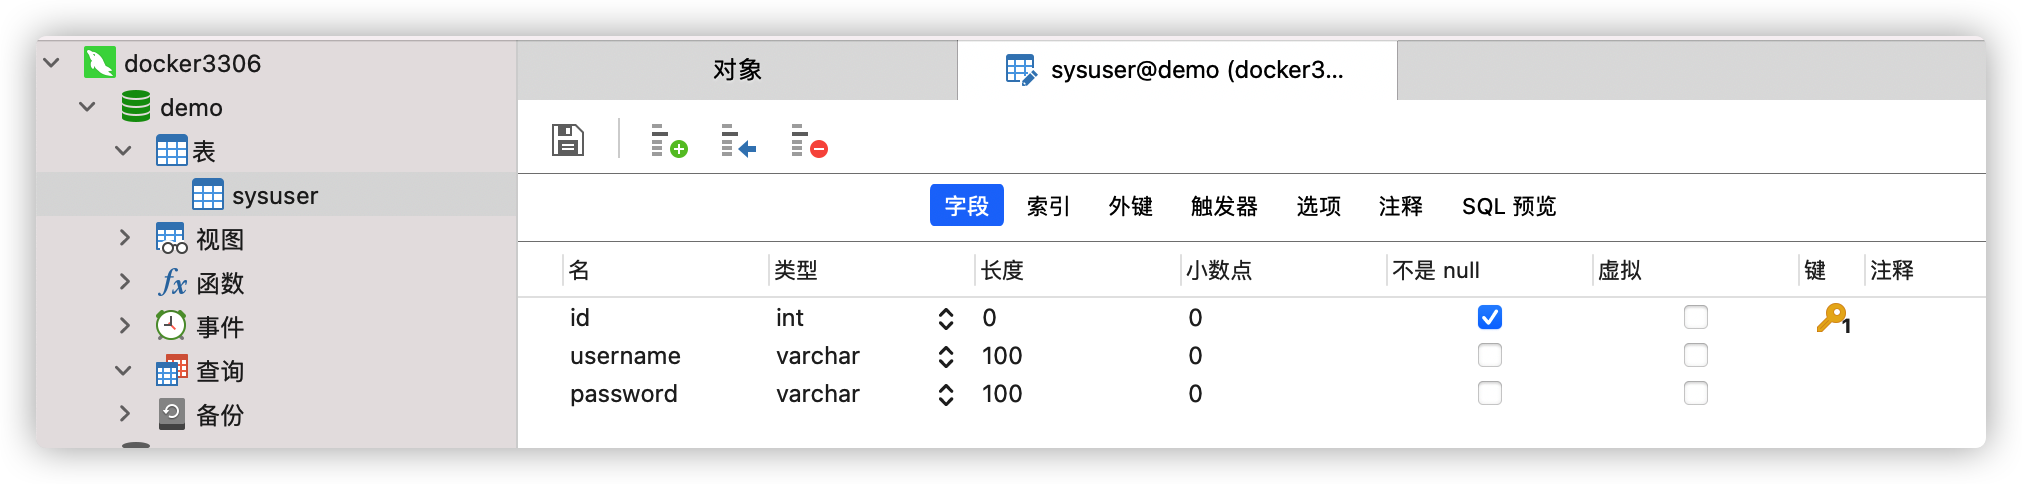 docker3306
demo
表
sysuser
视图
函数
事件
查询
备份
对象
sysuser@demo (docker3...
字段 索引 外键 触发器 选项 注释 SQL 预览
名 类型 长度 小数点 不是 null 虚拟 键 注释
id int 0 0 1
username varchar 100 0
password varchar 100 0